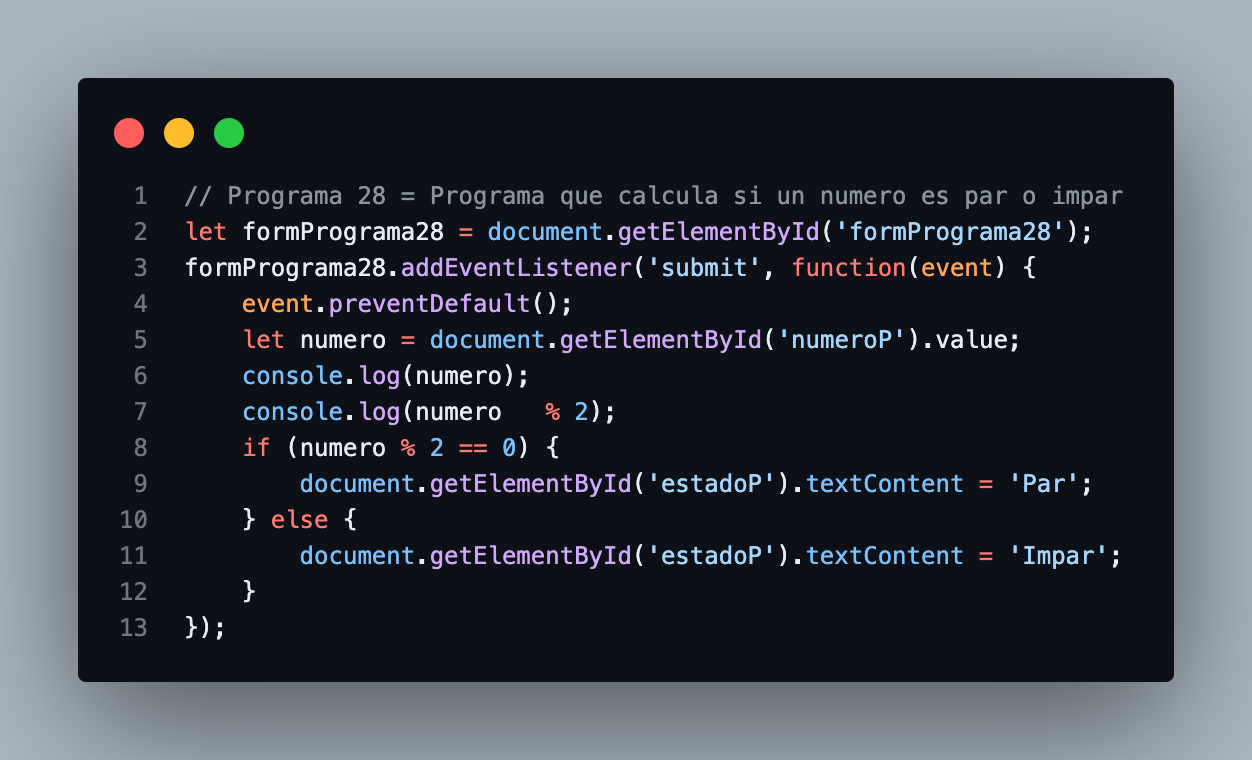 1 // Programa 28 = Programa que calcula si un numero es par o impar
2 let formPrograma28 = document.getElementById('formPrograma28');
3 formPrograma28.addEventListener('submit', function(event) {
4     event.preventDefault();
5     let numero = document.getElementById('numeroP').value;
6     console.log(numero);
7     console.log(numero   % 2);
8     if (numero % 2 == 0) {
9         document.getElementById('estadoP').textContent = 'Par';
10     } else {
11         document.getElementById('estadoP').textContent = 'Impar';
12     }
13 });